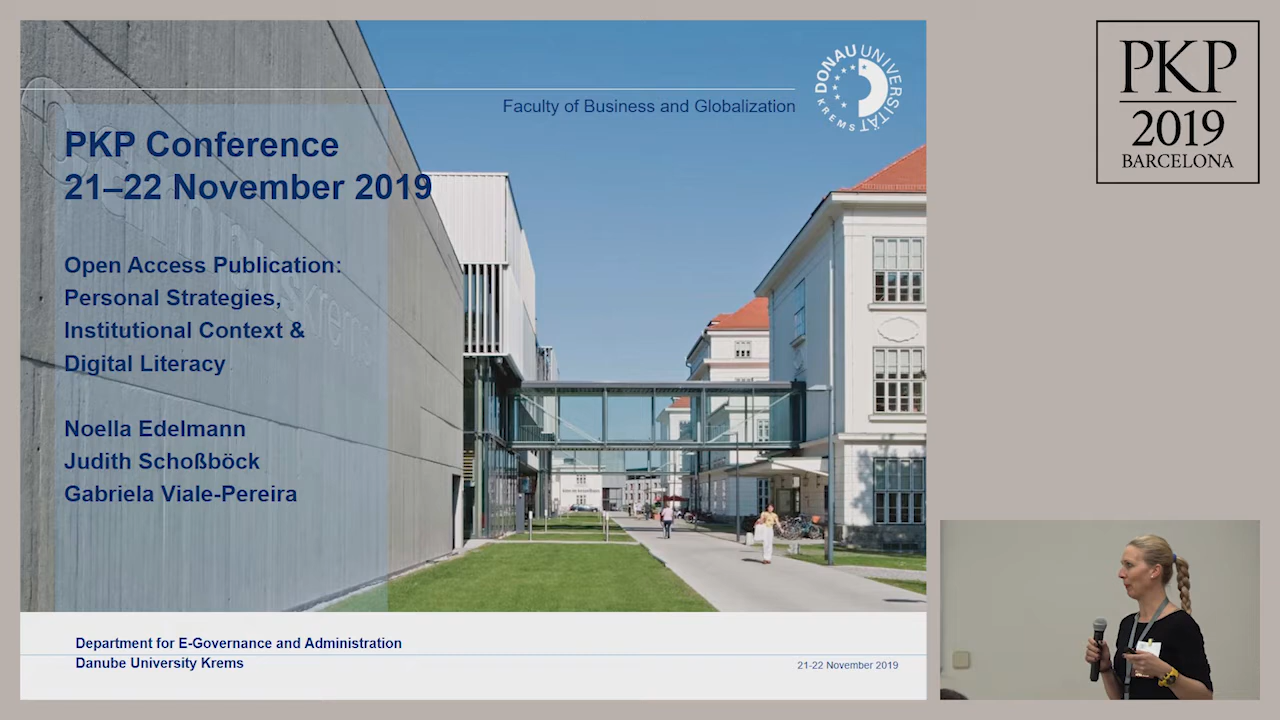 Faculty of Business and Globalization
DONAU UNIVERSITÄT
KREMS
PKP Conference
21–22 November 2019
Open Access Publication:
Personal Strategies,
Institutional Context &
Digital Literacy
Noella Edelmann
Judith Schoßböck
Gabriela Viale-Pereira
Department for E-Governance and Administration
Danube University Krems
21-22 November 2019
PKP
2019
BARCELONA